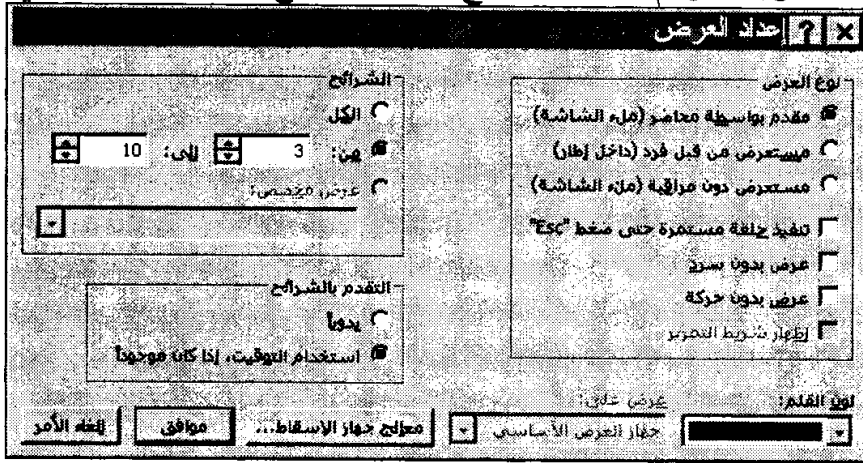 إعداد العرض
نوع العرض
مقدم بواسطة محاضر (ملء الشاشة)
مستعرض من قبل فرد (داخل إطار)
مستعرض دون مراقبة (ملء الشاشة)
تنفيذ حلقة مستمرة حتى ضغط "Esc"
عرض بدون سرد
عرض بدون حركة
إظهار شريط التمرير
الشرائح
الكل
من: 3 إلى: 10
عرض مخصص:
التقدم بالشرائح
يدوياً
استخدام التوقيت، إذا كان موجوداً
لون القلم:
عرض على:
جهاز العرض الأساسي
معالج جهاز الإسقاط...
موافق
إلغاء الأمر